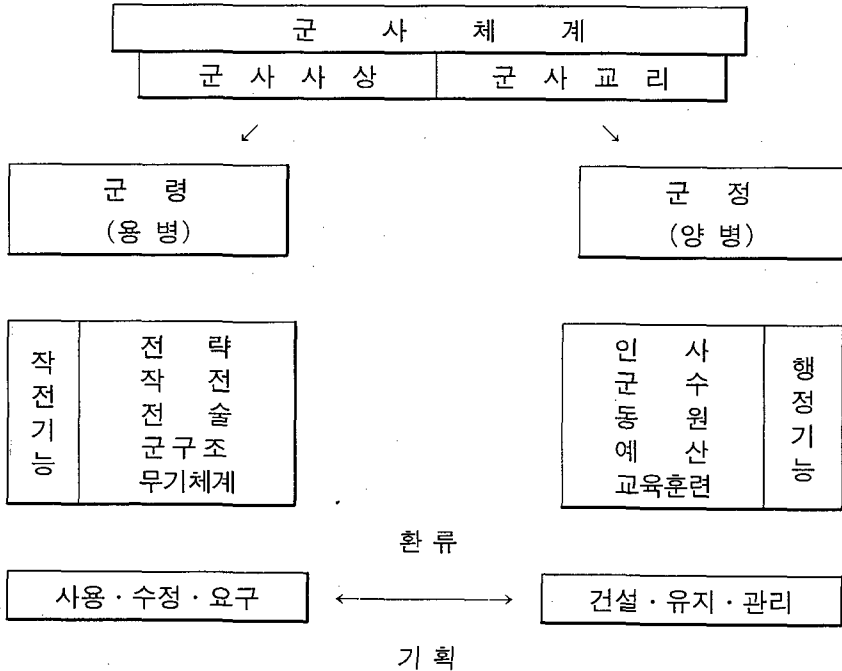 군 사 체 계
군 사 사 상
군 사 교 리
↙ ↘
군 령
(용 병)
군 정
(양 병)
작전기능
전 략
작 전
전 술
군 구 조
무기체계
인 사
군 수
동 원
예 산
교육훈련
행정기능
환 류
사용 · 수정 · 요구
건설 · 유지 · 관리
기 획